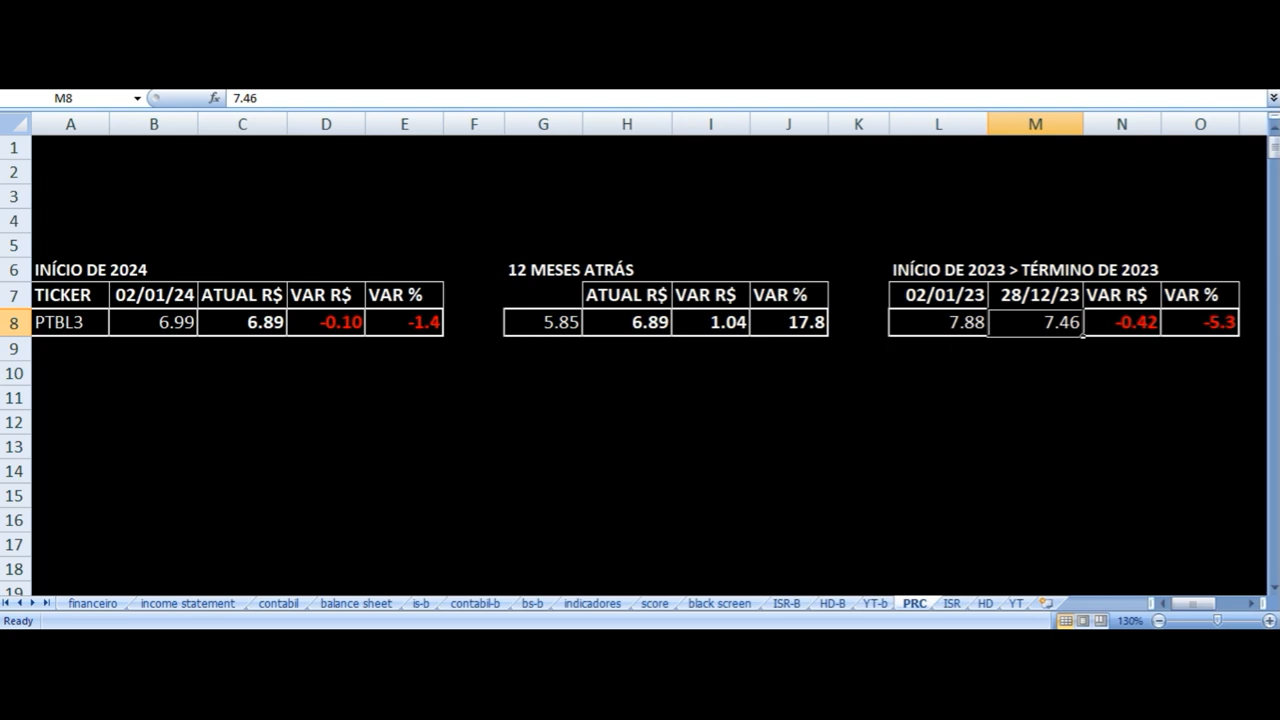 M8 fx 7.46
A B C D E F G H I J K L M N O
1
2
3
4
5
6 INÍCIO DE 2024 12 MESES ATRÁS INÍCIO DE 2023 > TÉRMINO DE 2023
7 TICKER 02/01/24 ATUAL R$ VAR R$ VAR % ATUAL R$ VAR R$ VAR % 02/01/23 28/12/23 VAR R$ VAR %
8 PTBL3 6.99 6.89 -0.10 -1.4 5.85 6.89 1.04 17.8 7.88 7.46 -0.42 -5.3
9
10
11
12
13
14
15
16
17
18
19
financeiro income statement contabil balance sheet is-b contabil-b bs-b indicadores score black screen ISR-B HD-B YT-b PRC ISR HD YT
Ready 130%